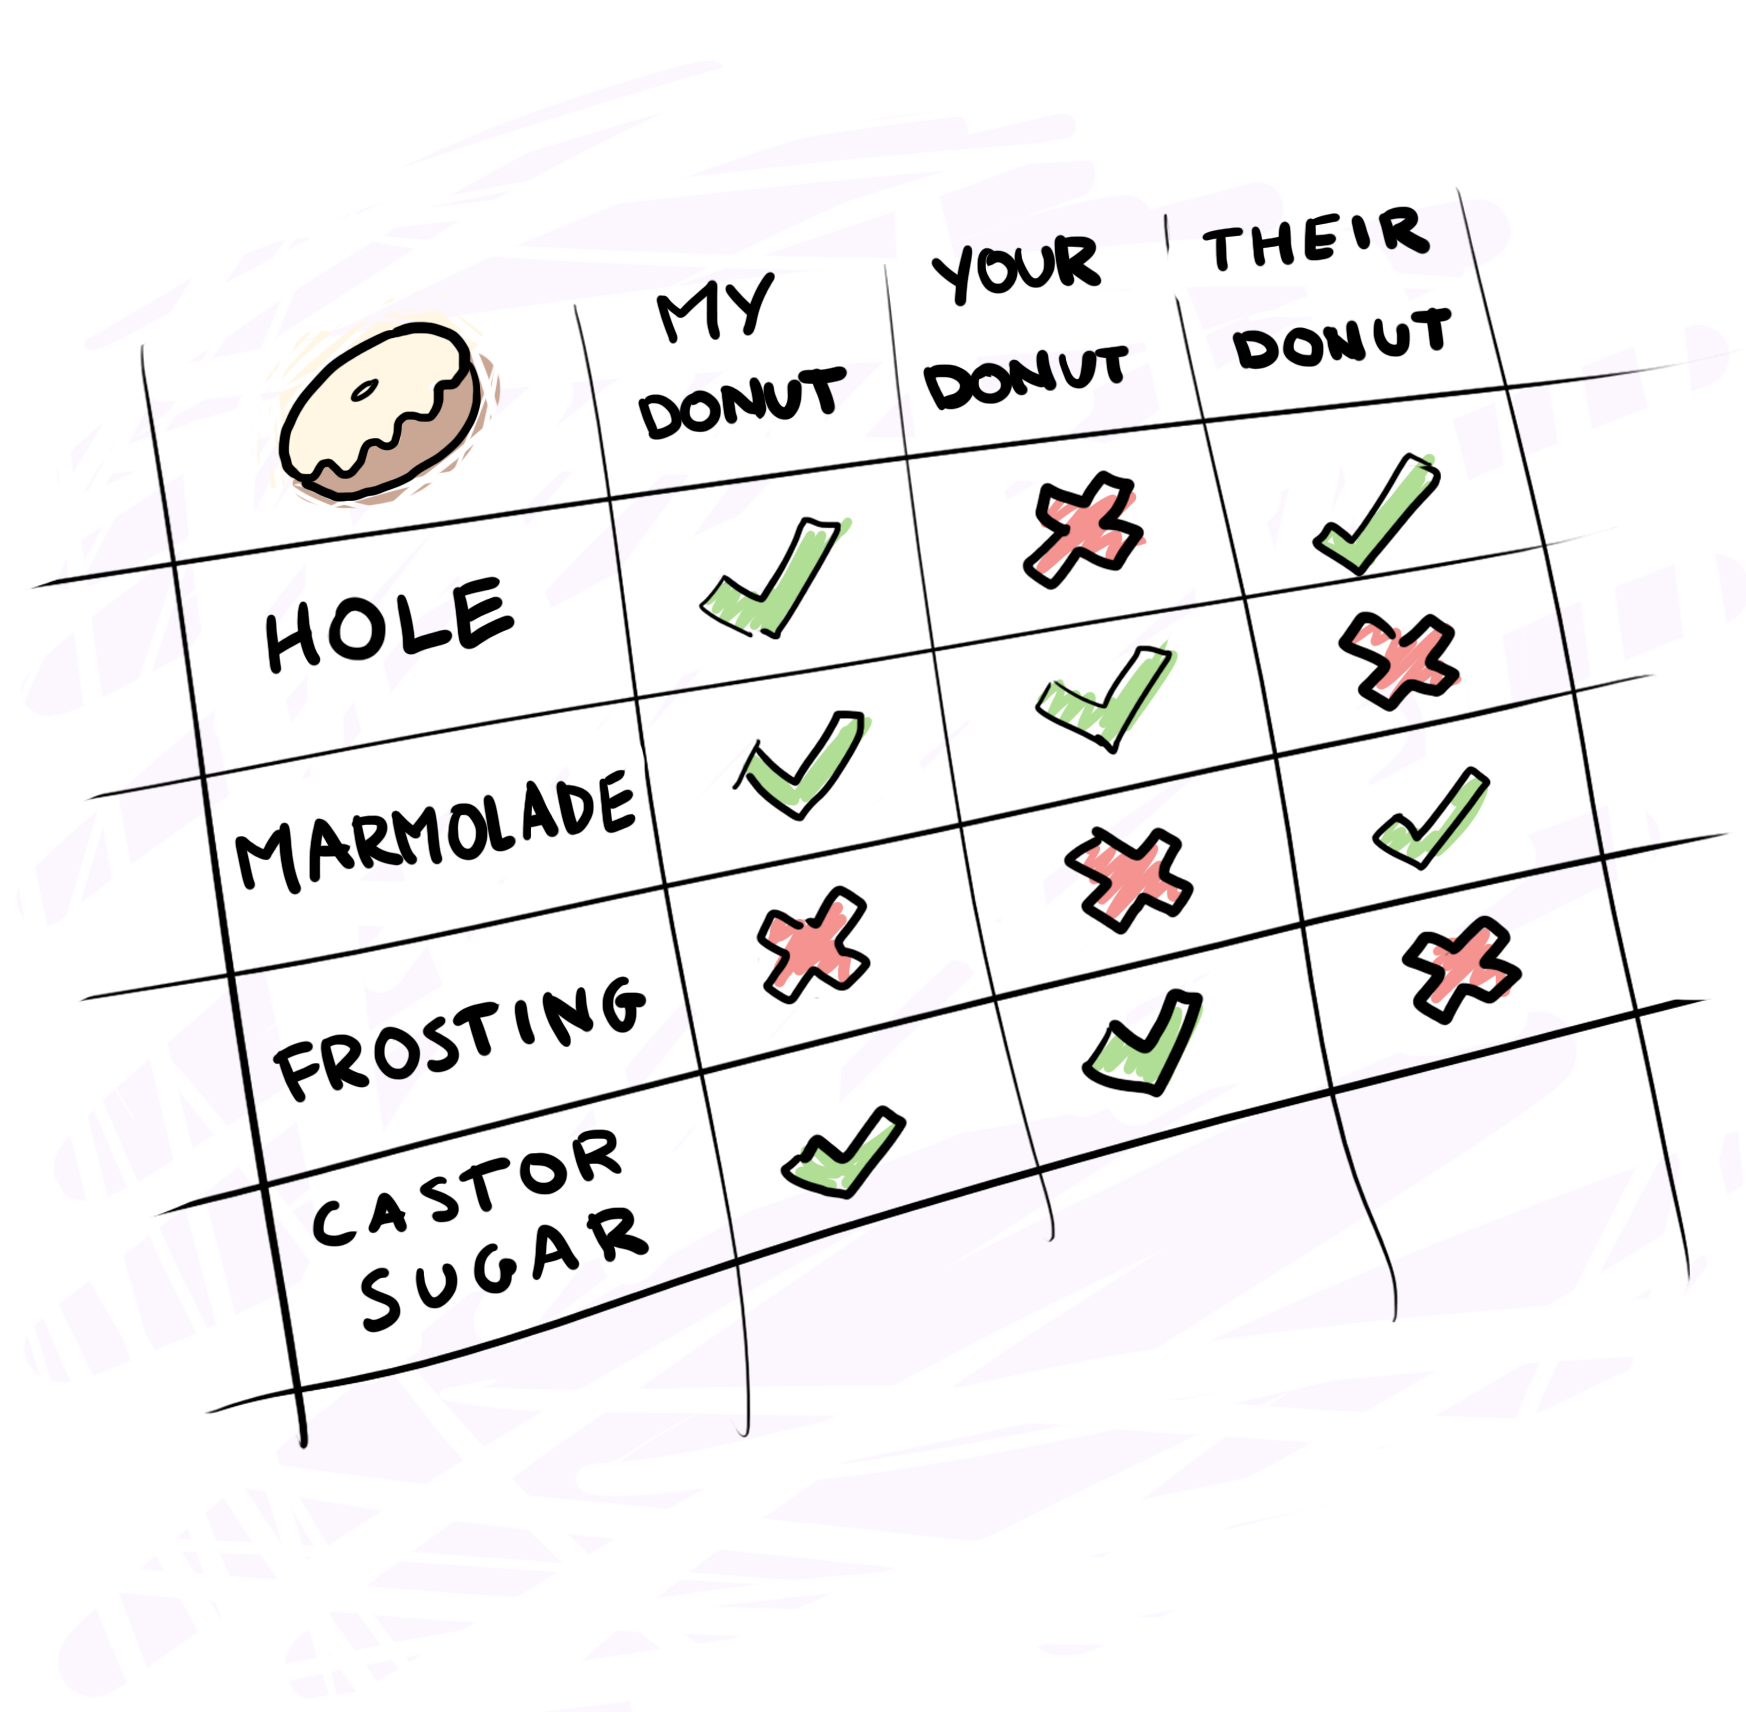 MY DONUT
YOUR DONUT
THEIR DONUT
HOLE
MARMOLADE
FROSTING
CASTOR
SUGAR